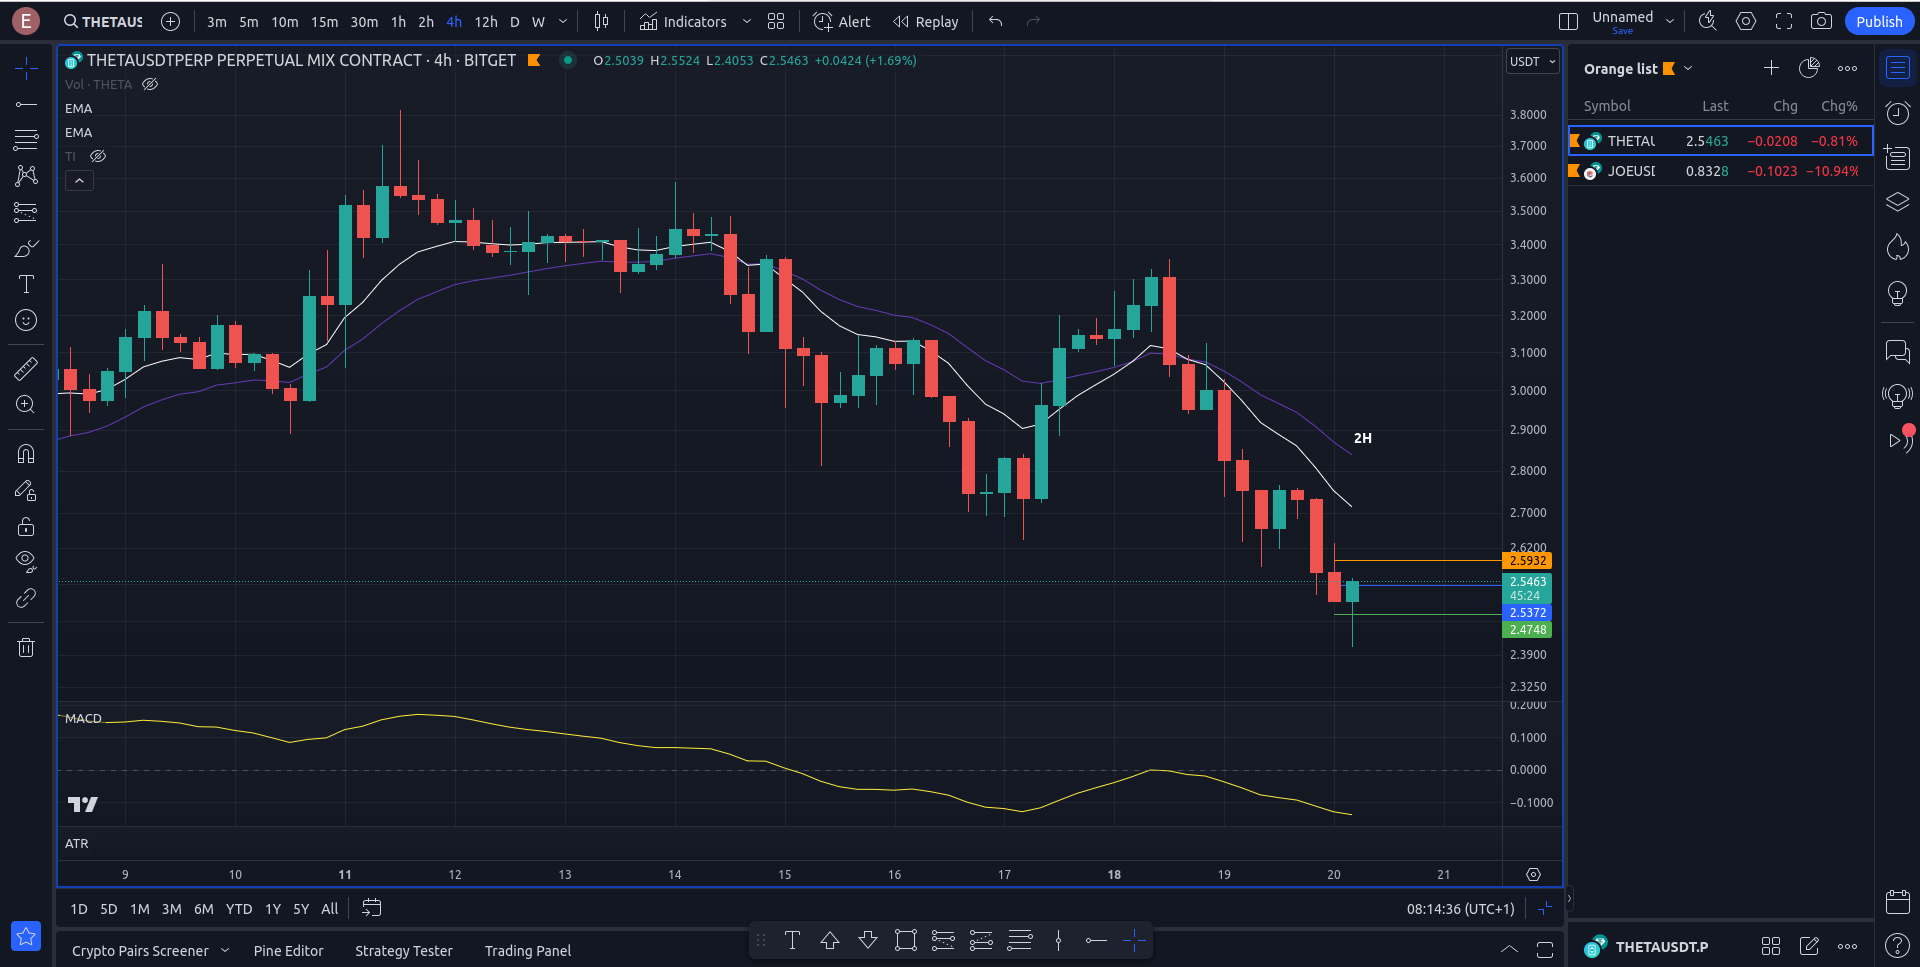 E
THETAUS
3m 5m 10m 15m 30m 1h 2h 4h 12h D W
Indicators
Alert
Replay
Unnamed
Save
Publish
THETAUSDTPERP PERPETUAL MIX CONTRACT · 4h · BITGET
O2.5039 H2.5524 L2.4053 C2.5463 +0.0424 (+1.69%)
Vol · THETA
EMA
EMA
TI
USDT
3.8000
3.7000
3.6000
3.5000
3.4000
3.3000
3.2000
3.1000
3.0000
2.9000
2.8000
2.7000
2.6200
2.5932
2.5463
45:24
2.5372
2.4748
2.3900
2.3250
2H
MACD
0.2000
0.1000
0.0000
−0.1000
ATR
9 10 11 12 13 14 15 16 17 18 19 20 21
1D 5D 1M 3M 6M YTD 1Y 5Y All
08:14:36 (UTC+1)
Crypto Pairs Screener
Pine Editor
Strategy Tester
Trading Panel
Orange list
Symbol Last Chg Chg%
THETAU 2.5463 −0.0208 −0.81%
JOEUSD 0.8328 −0.1023 −10.94%
THETAUSDT.P